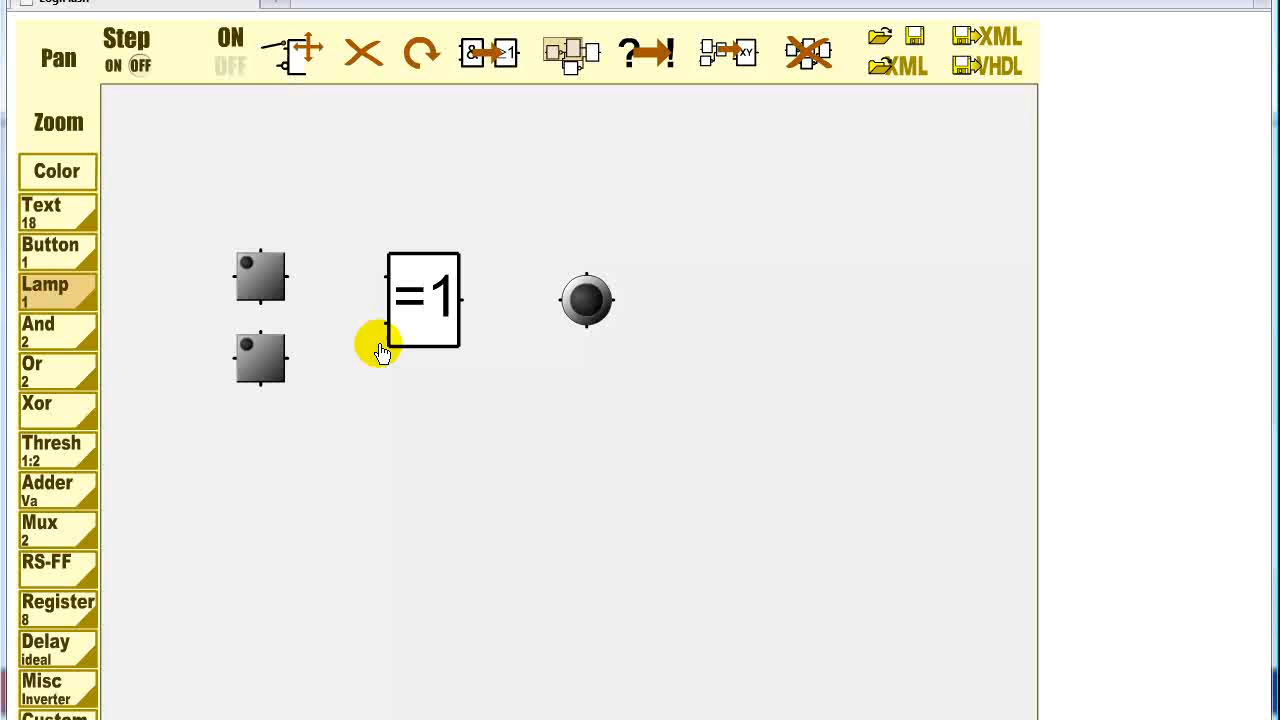 Pan
Step
ON OFF
ON
OFF
& ≥1
? !
XY
XML
XML
VHDL
Zoom
Color
Text
18
Button
1
Lamp
1
And
2
Or
2
Xor
Thresh
1:2
Adder
Va
Mux
2
RS-FF
Register
8
Delay
ideal
Misc
Inverter
=1